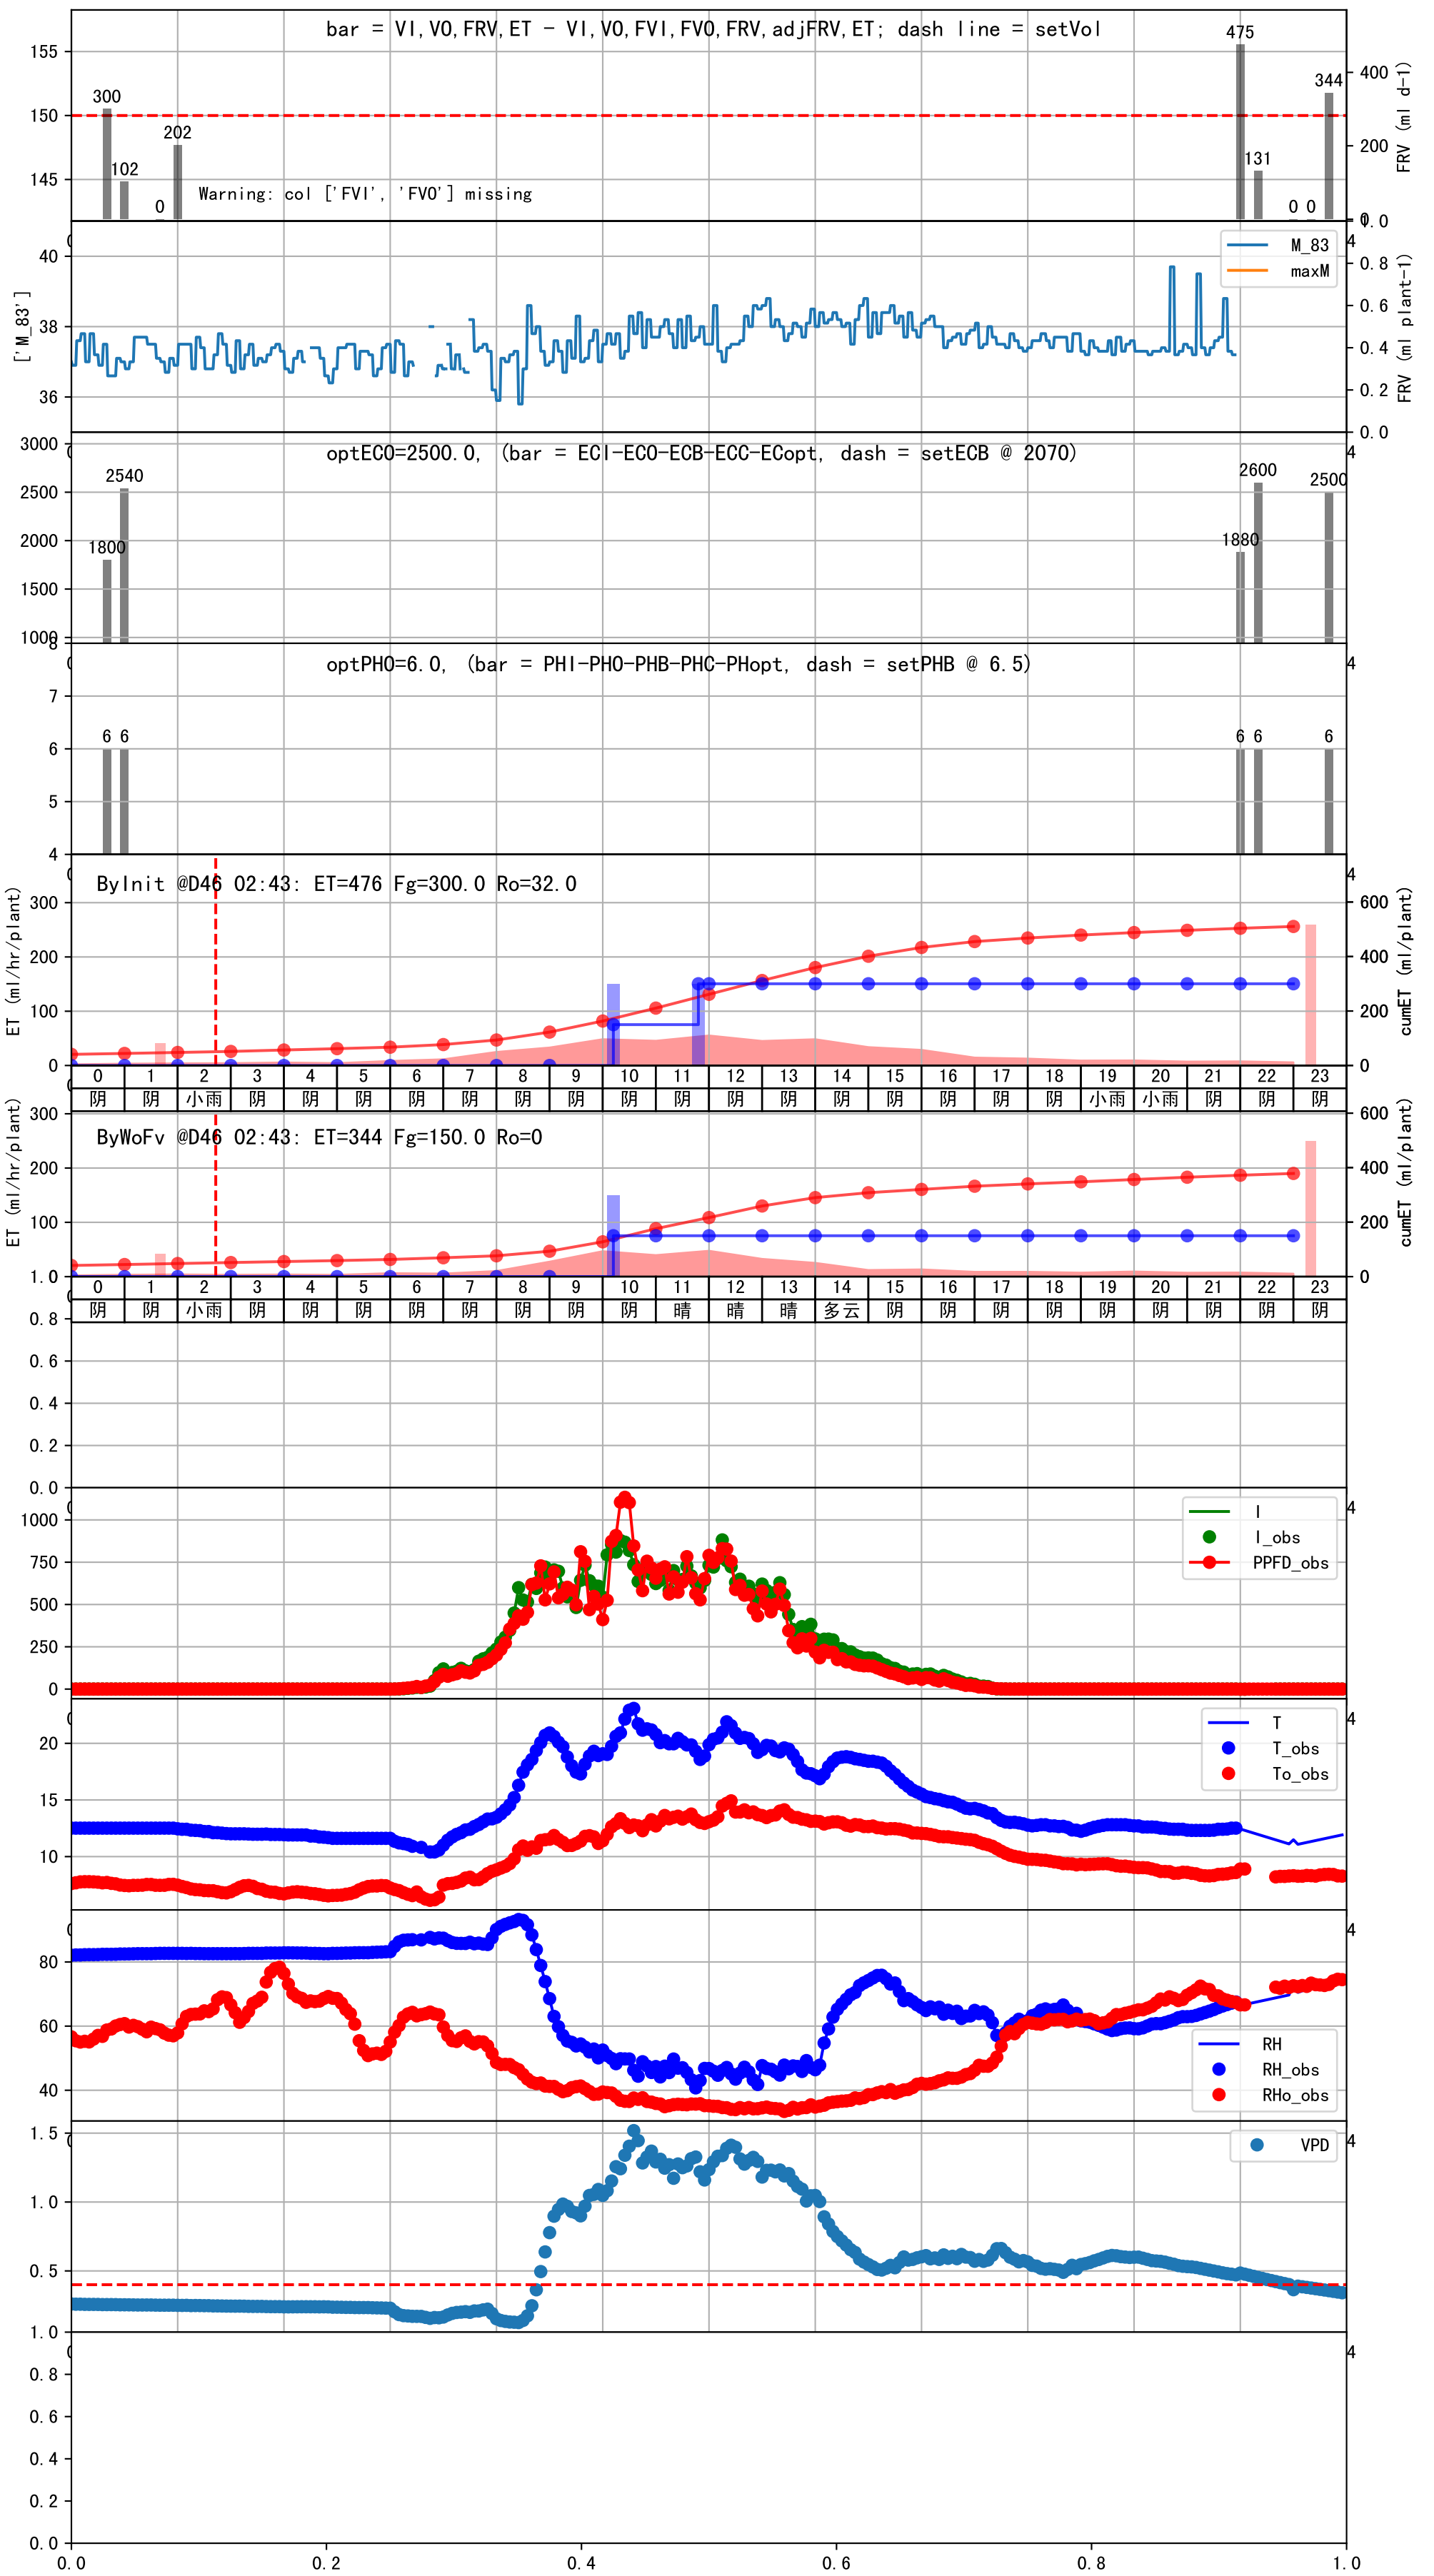 bar = VI,VO,FRV,ET - VI,VO,FVI,FVO,FRV,adjFRV,ET; dash line = setVol
475
155
400
FRV (ml d-1)
344
300
150
202
200
131
102
145
Warning: col ['FVI', 'FVO'] missing
0
0 0
1.0
40
M_83
maxM
0.8
['M_83']
38
0.6
0.4
FRV (ml plant-1)
36
0.2
0.0
3000
optECO=2500.0, (bar = ECI-ECO-ECB-ECC-ECopt, dash = setECB @ 2070)
4
2540
2600
2500
2500
2000
1800
1880
1500
1000
optPHO=6.0, (bar = PHI-PHO-PHB-PHC-PHopt, dash = setPHB @ 6.5)
4
7
6 6
6 6
6
6
5
4
ByInit @D46 02:43: ET=476 Fg=300.0 Ro=32.0
4
ET (ml/hr/plant)
cumET (ml/plant)
300
600
200
400
100
200
0
0
0 1 2 3 4 5 6 7 8 9 10 11 12 13 14 15 16 17 18 19 20 21 22 23
阴 阴 小雨 阴 阴 阴 阴 阴 阴 阴 阴 阴 阴 阴 阴 阴 阴 阴 阴 小雨 小雨 阴 阴 阴
ByWoFv @D46 02:43: ET=344 Fg=150.0 Ro=0
ET (ml/hr/plant)
cumET (ml/plant)
300
600
200
400
100
200
1.0
0
0 1 2 3 4 5 6 7 8 9 10 11 12 13 14 15 16 17 18 19 20 21 22 23
阴 阴 小雨 阴 阴 阴 阴 阴 阴 阴 阴 晴 晴 晴 多云 阴 阴 阴 阴 阴 阴 阴 阴 阴
0.8
0.6
0.4
0.2
0.0
4
1000
I
I_obs
PPFD_obs
750
500
250
0
4
T
T_obs
To_obs
20
15
10
4
80
60
40
RH
RH_obs
RHo_obs
4
VPD
1.5
1.0
0.5
1.0
4
0.8
0.6
0.4
0.2
0.0
0.0 0.2 0.4 0.6 0.8 1.0